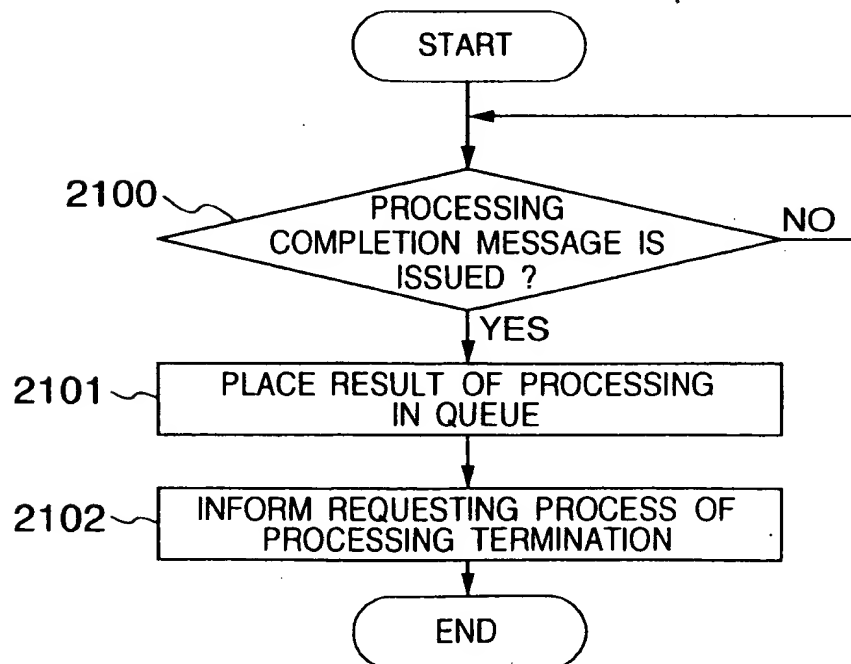 START
2100
PROCESSING
COMPLETION MESSAGE IS
ISSUED ?
NO
YES
2101
PLACE RESULT OF PROCESSING
IN QUEUE
2102
INFORM REQUESTING PROCESS OF
PROCESSING TERMINATION
END